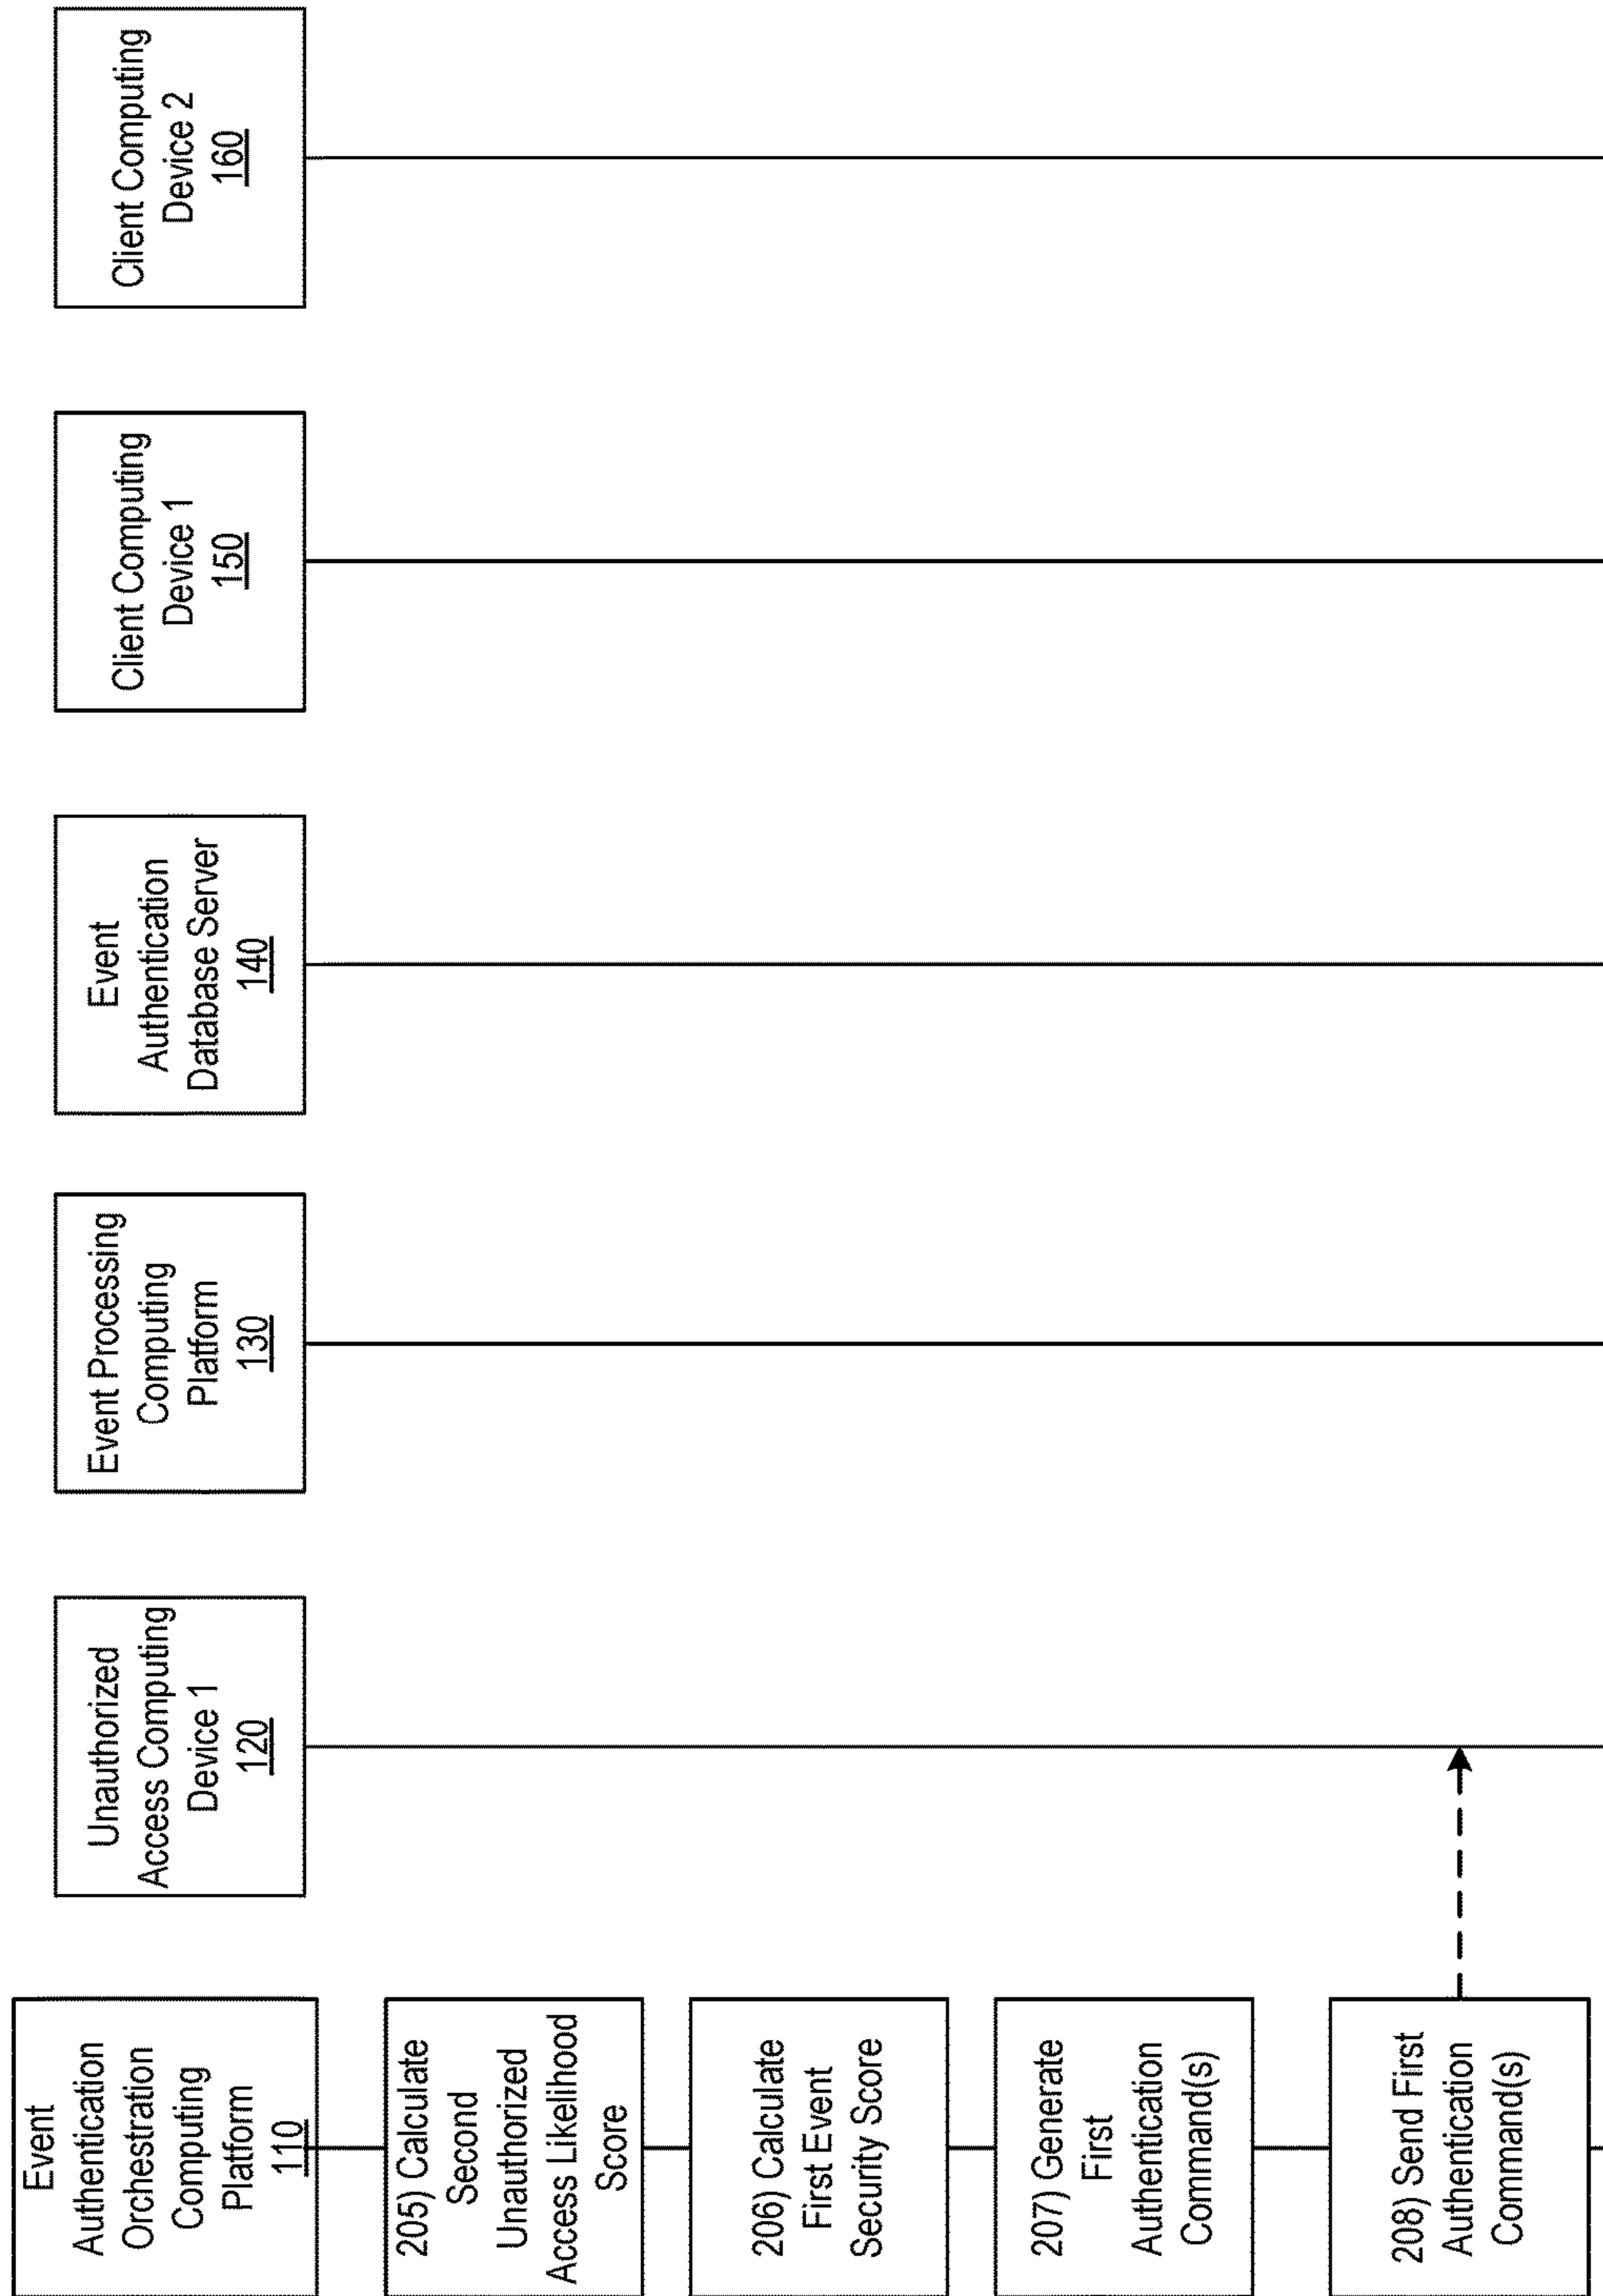 Event
Authentication
Orchestration
Computing
Platform
110
Unauthorized
Access Computing
Device 1
120
Event Processing
Computing
Platform
130
Event
Authentication
Database Server
140
Client Computing
Device 1
150
Client Computing
Device 2
160
205) Calculate
Second
Unauthorized
Access Likelihood
Score
206) Calculate
First Event
Security Score
207) Generate
First
Authentication
Command(s)
208) Send First
Authentication
Command(s)